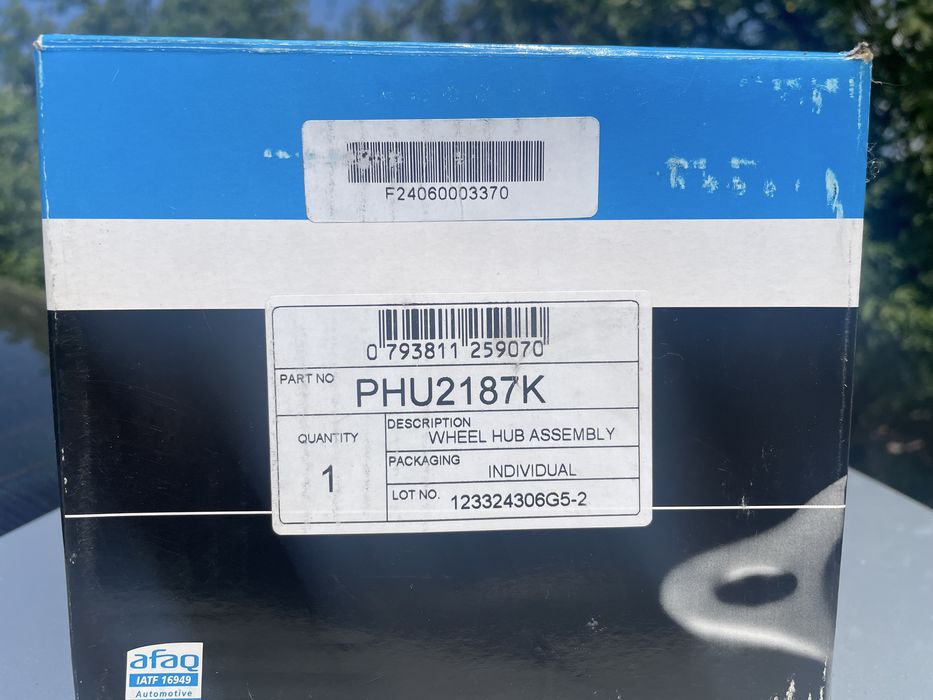 F24060003370
0 793811 259070
PART NO PHU2187K
QUANTITY
1
DESCRIPTION
WHEEL HUB ASSEMBLY
PACKAGING
INDIVIDUAL
LOT NO. 123324306G5-2
afaq
IATF 16949
Automotive